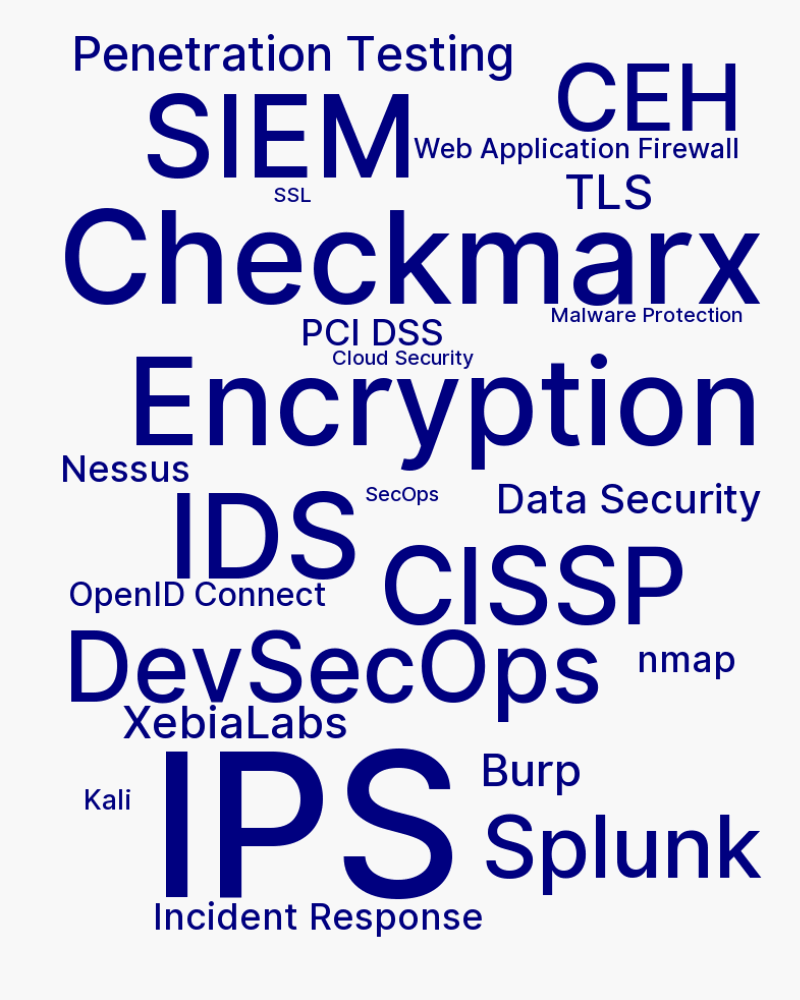 Penetration Testing
CEH
SIEM
Web Application Firewall
SSL
TLS
Checkmarx
Malware Protection
PCI DSS
Cloud Security
Encryption
Nessus
SecOps
Data Security
IDS
CISSP
OpenID Connect
DevSecOps
nmap
XebiaLabs
IPS
Burp
Kali
Splunk
Incident Response